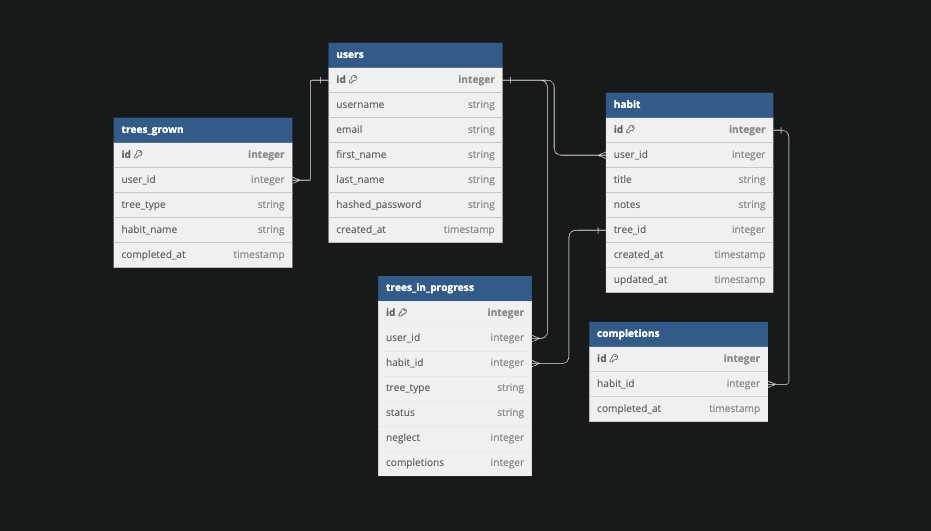 users
id integer
username string
email string
first_name string
last_name string
hashed_password string
created_at timestamp
habit
id integer
user_id integer
title string
notes string
tree_id integer
created_at timestamp
updated_at timestamp
trees_grown
id integer
user_id integer
tree_type string
habit_name string
completed_at timestamp
trees_in_progress
id integer
user_id integer
habit_id integer
tree_type string
status string
neglect integer
completions integer
completions
id integer
habit_id integer
completed_at timestamp